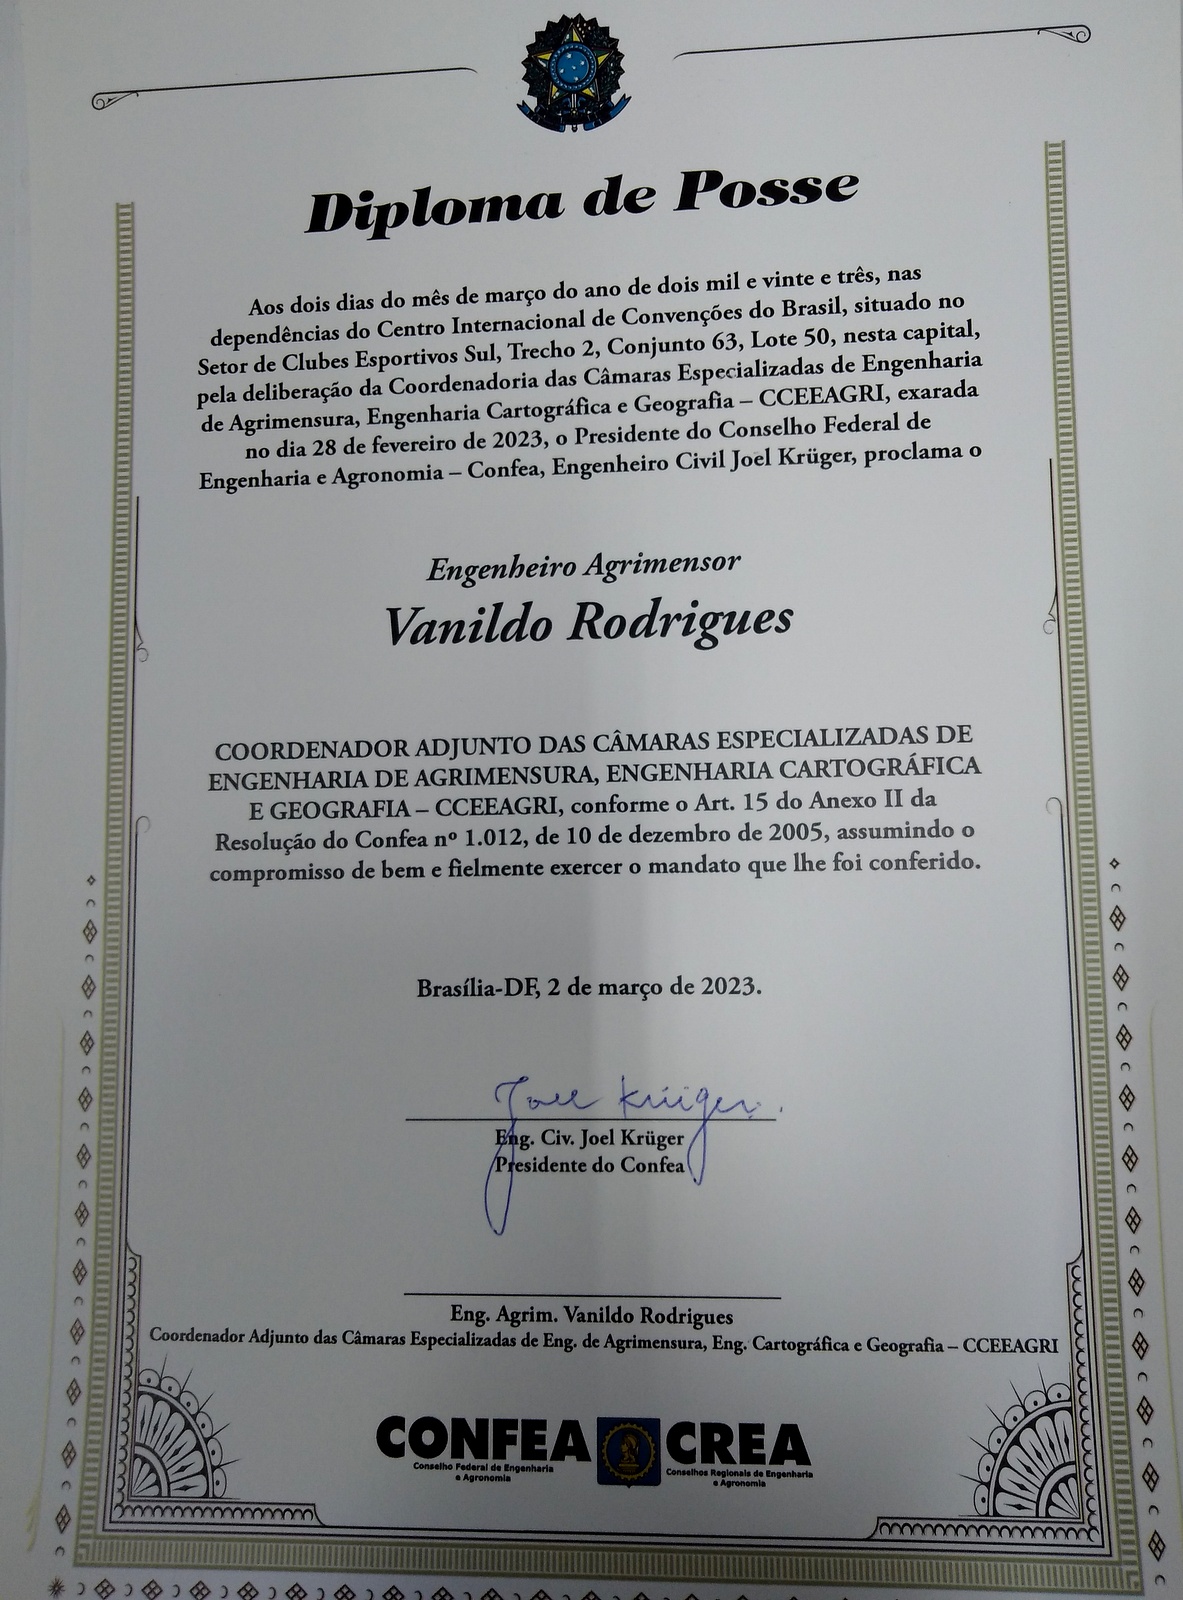 Diploma de Posse
Aos dois dias do mês de março do ano de dois mil e vinte e três, nas
dependências do Centro Internacional de Convenções do Brasil, situado no
Setor de Clubes Esportivos Sul, Trecho 2, Conjunto 63, Lote 50, nesta capital,
pela deliberação da Coordenadoria das Câmaras Especializadas de Engenharia
de Agrimensura, Engenharia Cartográfica e Geografia – CCEEAGRI, exarada
no dia 28 de fevereiro de 2023, o Presidente do Conselho Federal de
Engenharia e Agronomia – Confea, Engenheiro Civil Joel Krüger, proclama o
Engenheiro Agrimensor
Vanildo Rodrigues
COORDENADOR ADJUNTO DAS CÂMARAS ESPECIALIZADAS DE
ENGENHARIA DE AGRIMENSURA, ENGENHARIA CARTOGRÁFICA
E GEOGRAFIA – CCEEAGRI, conforme o Art. 15 do Anexo II da
Resolução do Confea nº 1.012, de 10 de dezembro de 2005, assumindo o
compromisso de bem e fielmente exercer o mandato que lhe foi conferido.
Brasília-DF, 2 de março de 2023.
Joel Krüger.
Eng. Civ. Joel Krüger
Presidente do Confea
Eng. Agrim. Vanildo Rodrigues
Coordenador Adjunto das Câmaras Especializadas de Eng. de Agrimensura, Eng. Cartográfica e Geografia – CCEEAGRI
CONFEA CREA
Conselho Federal de Engenharia
e Agronomia
Conselhos Regionais de Engenharia
e Agronomia